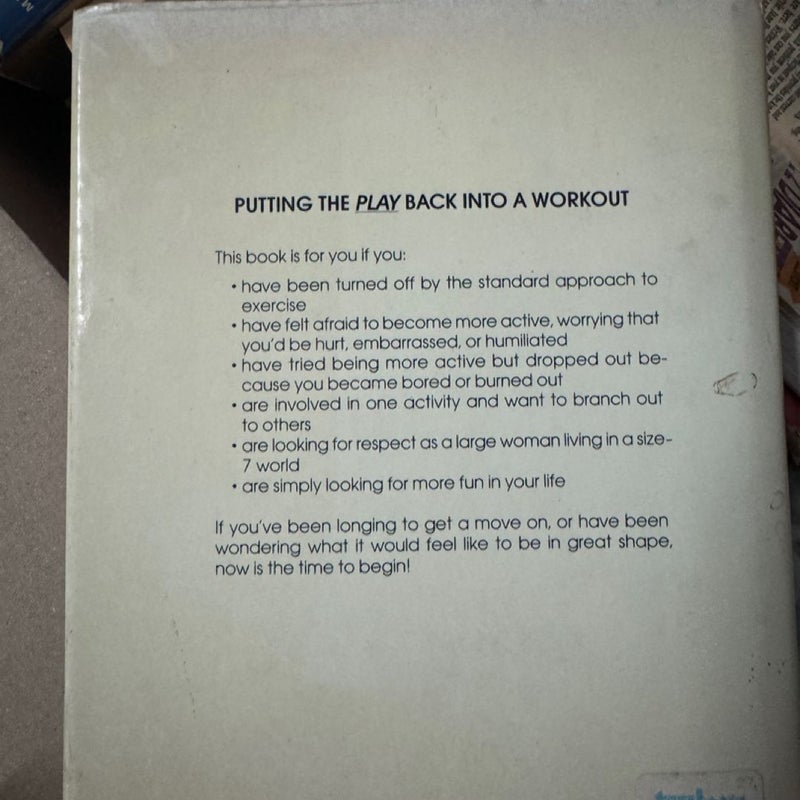 PUTTING THE PLAY BACK INTO A WORKOUT
This book is for you if you:
• have been turned off by the standard approach to
exercise
• have felt afraid to become more active, worrying that
you'd be hurt, embarrassed, or humiliated
• have tried being more active but dropped out be-
cause you became bored or burned out
• are involved in one activity and want to branch out
to others
• are looking for respect as a large woman living in a size-
7 world
• are simply looking for more fun in your life
If you've been longing to get a move on, or have been
wondering what it would feel like to be in great shape,
now is the time to begin!